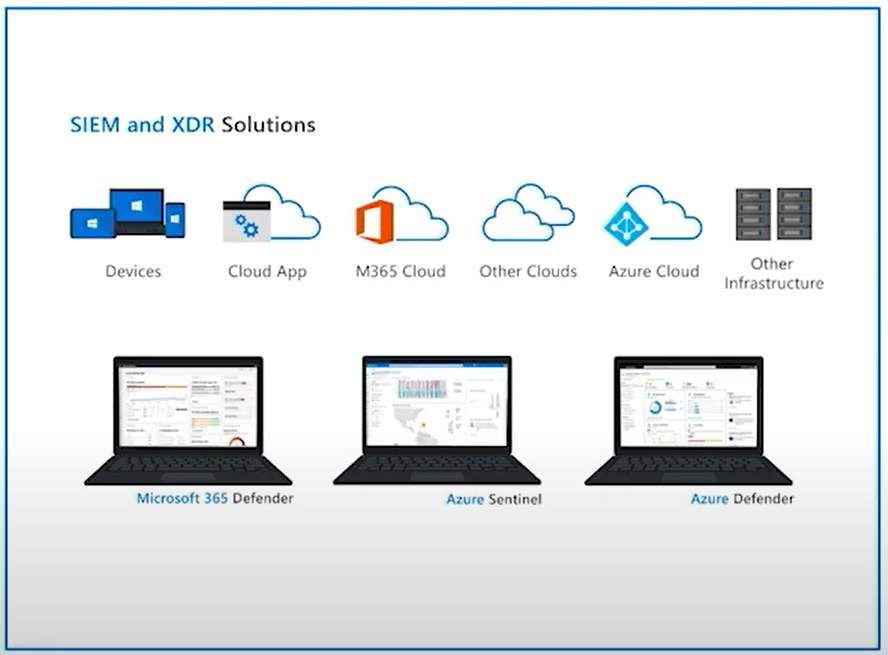 SIEM and XDR Solutions
Devices
Cloud App
M365 Cloud
Other Clouds
Azure Cloud
Other
Infrastructure
Microsoft 365 Defender
Azure Sentinel
Azure Defender